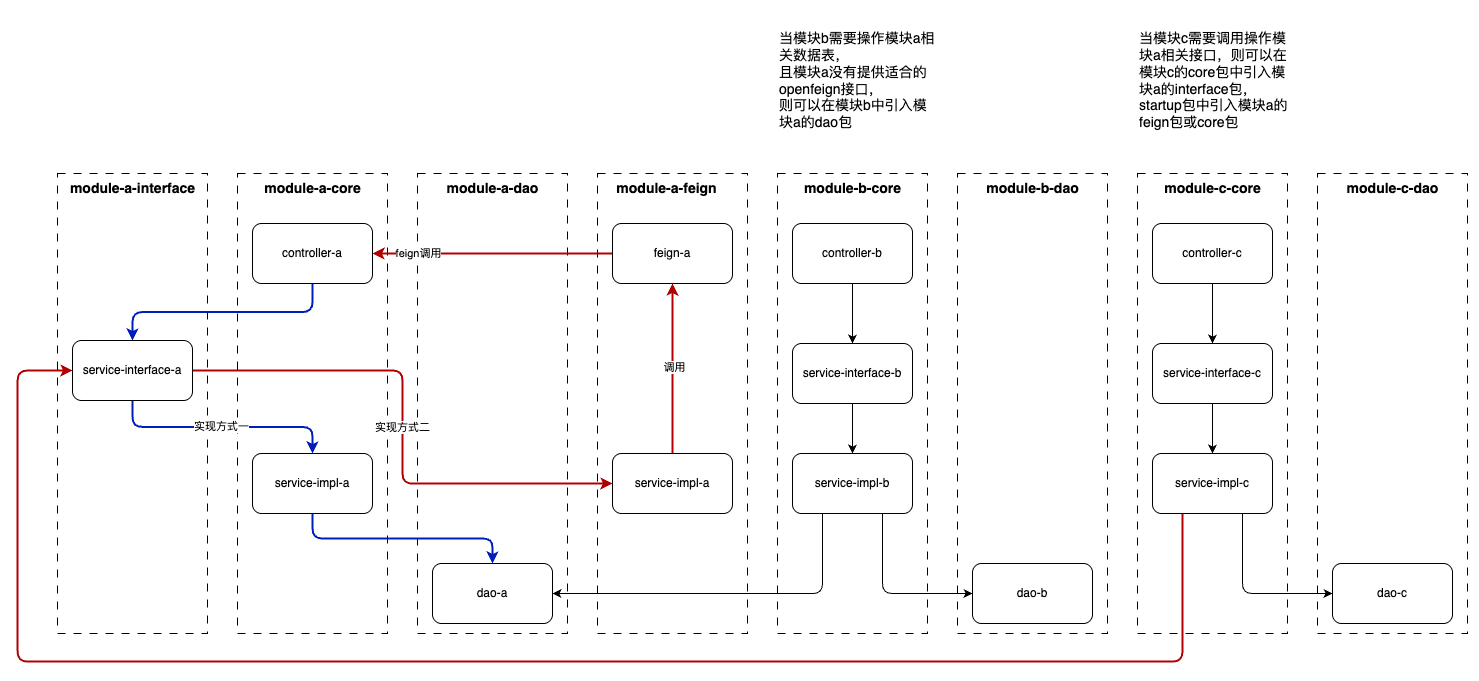 当模块b需要操作模块a相
关数据表，
且模块a没有提供适合的
openfeign接口，
则可以在模块b中引入模
块a的dao包
当模块c需要调用操作模
块a相关接口，则可以在
模块c的core包中引入模
块a的interface包，
startup包中引入模块a的
feign包或core包
module-a-interface
module-a-core
module-a-dao
module-a-feign
module-b-core
module-b-dao
module-c-core
module-c-dao
controller-a
feign调用
feign-a
controller-b
controller-c
service-interface-a
调用
service-interface-b
service-interface-c
实现方式一
实现方式二
service-impl-a
service-impl-a
service-impl-b
service-impl-c
dao-a
dao-b
dao-c